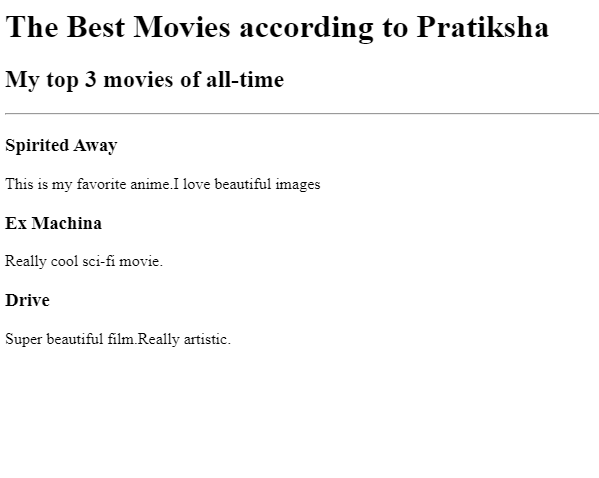 The Best Movies according to Pratiksha
My top 3 movies of all-time
Spirited Away
This is my favorite anime.I love beautiful images
Ex Machina
Really cool sci-fi movie.
Drive
Super beautiful film.Really artistic.